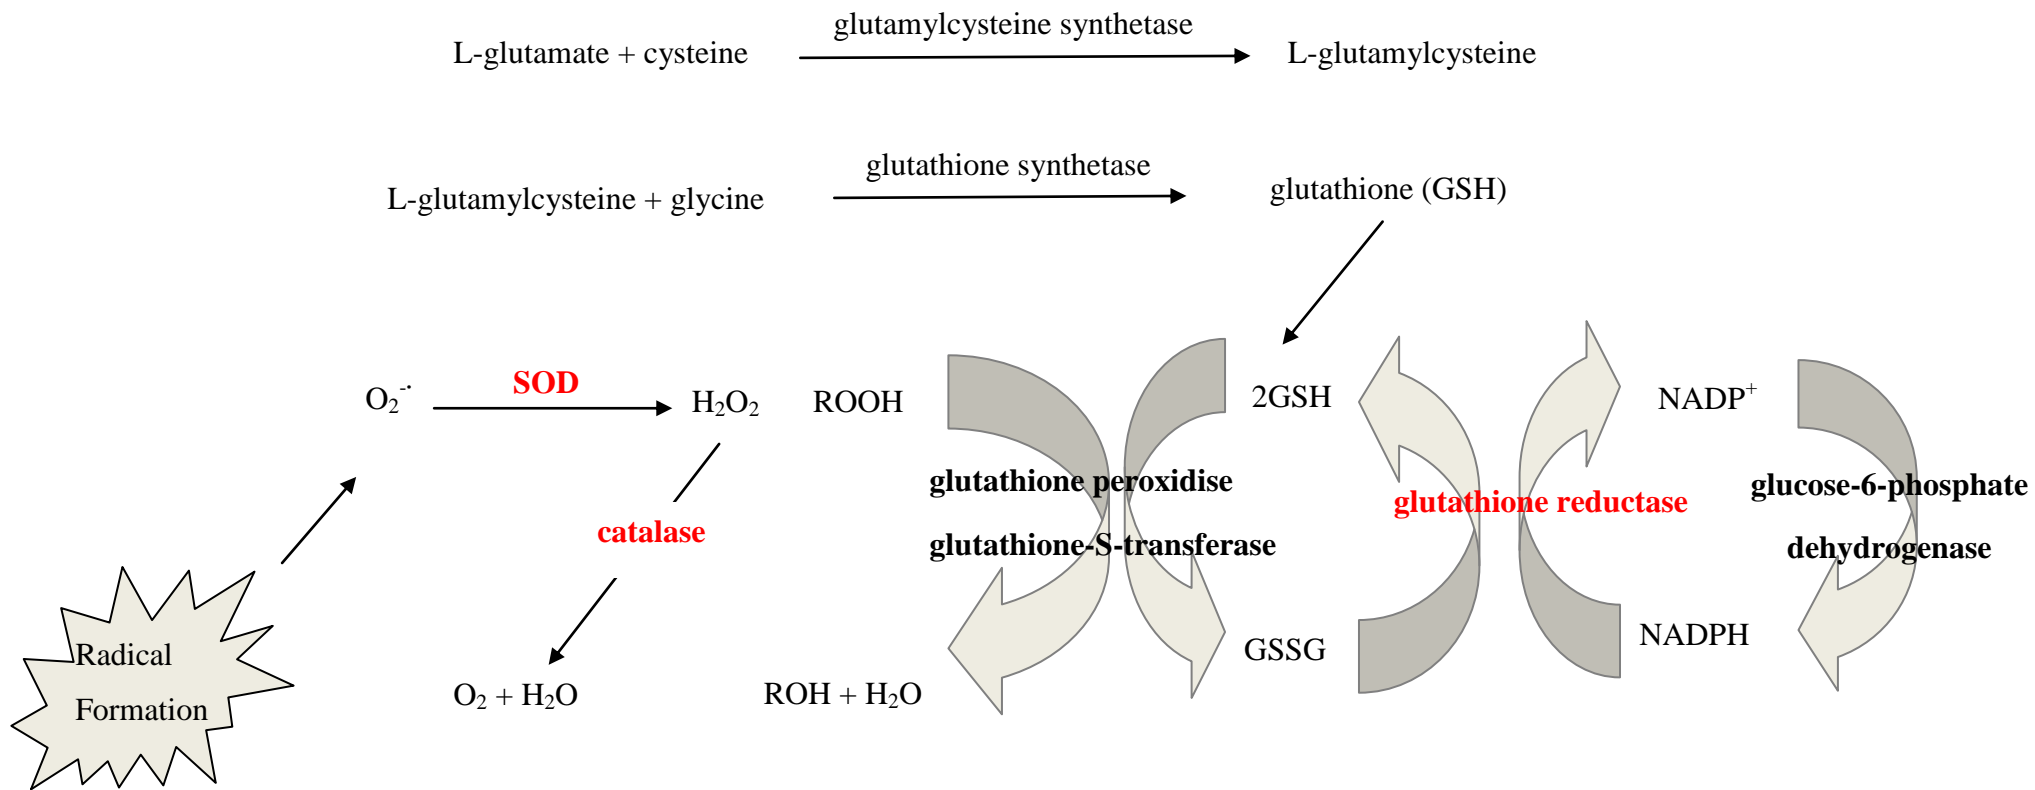 glutamylcysteine synthetase
L-glutamate + cysteine
L-glutamylcysteine
glutathione synthetase
L-glutamylcysteine + glycine
glutathione (GSH)
O₂⁻·
SOD
H₂O₂
ROOH
2GSH
NADP⁺
glutathione peroxidise
glutathione-S-transferase
glutathione reductase
glucose-6-phosphate
dehydrogenase
catalase
Radical
Formation
O₂ + H₂O
ROH + H₂O
GSSG
NADPH